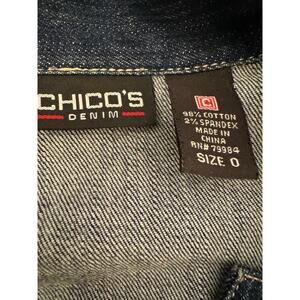 CHICO'S
DENIM
C
98% COTTON
2% SPANDEX
MADE IN
CHINA
RN# 79984
SIZE 0